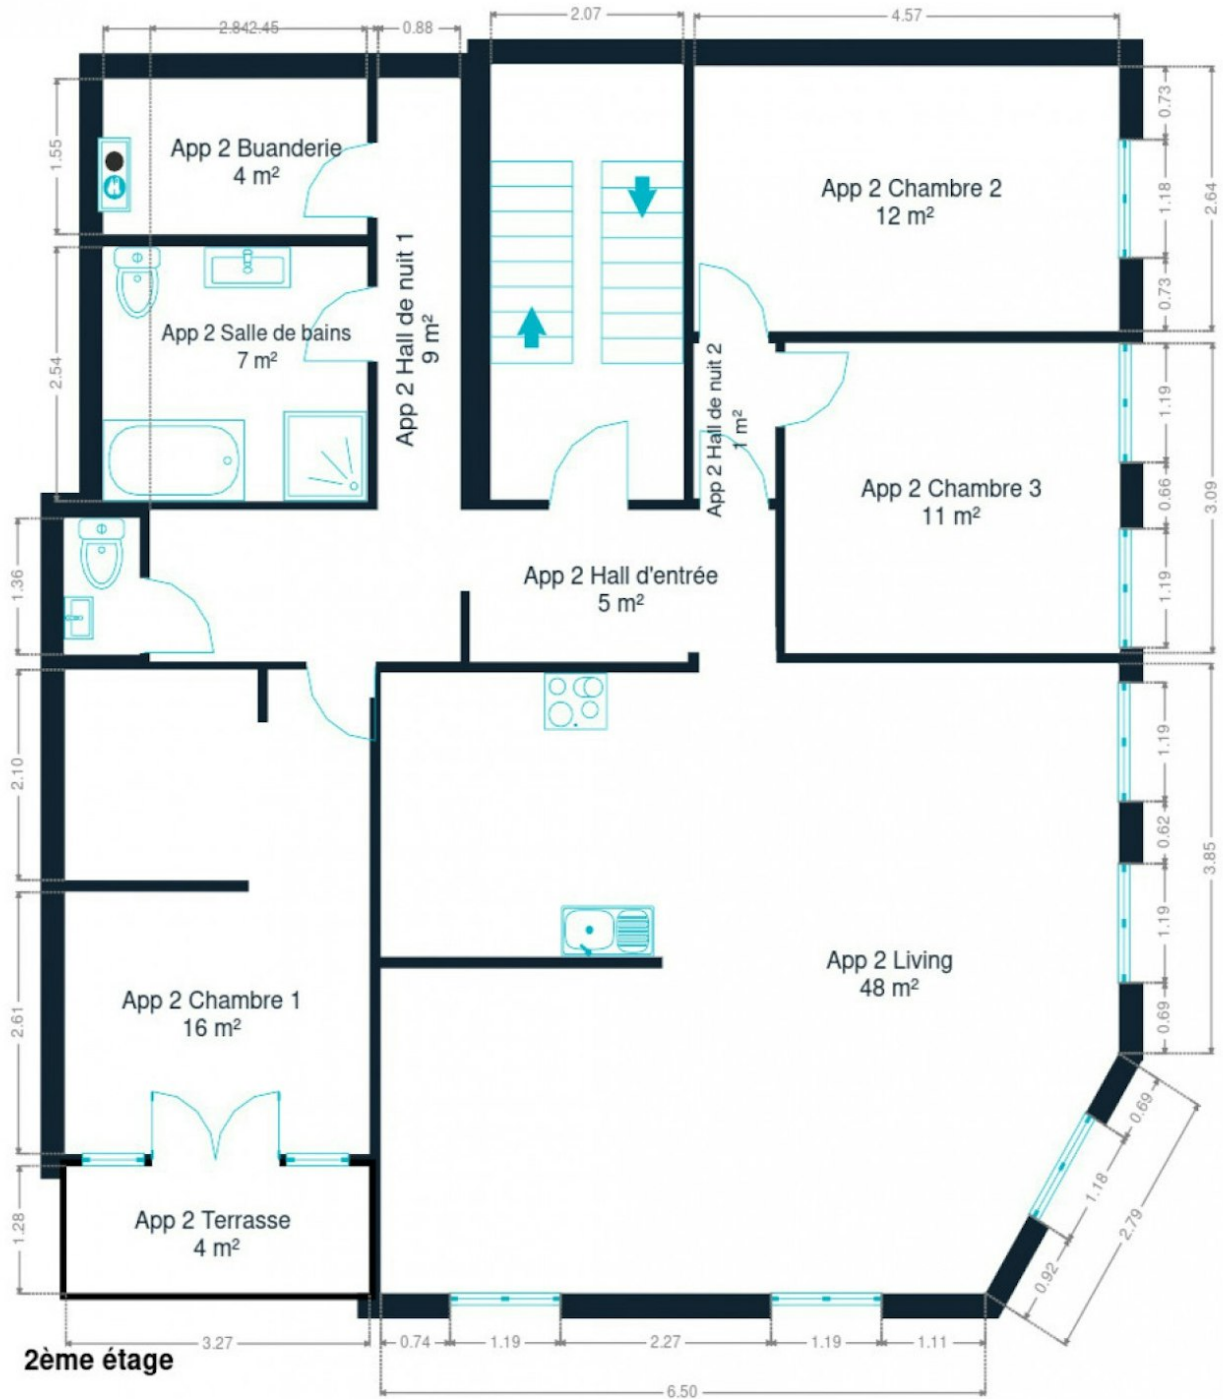 2.842.45
0.88
2.07
4.57
1.55
App 2 Buanderie
4 m²
App 2 Chambre 2
12 m²
0.73
1.18
0.73
2.64
2.54
App 2 Salle de bains
7 m²
App 2 Hall de nuit 1
9 m²
App 2 Hall de nuit 2
1 m²
App 2 Chambre 3
11 m²
1.19
0.66
1.19
3.09
1.36
App 2 Hall d'entrée
5 m²
2.10
1.19
0.62
1.19
0.69
3.85
App 2 Living
48 m²
2.61
App 2 Chambre 1
16 m²
0.69
1.18
0.92
2.79
1.28
App 2 Terrasse
4 m²
3.27
0.74
1.19
2.27
1.19
1.11
2ème étage
6.50